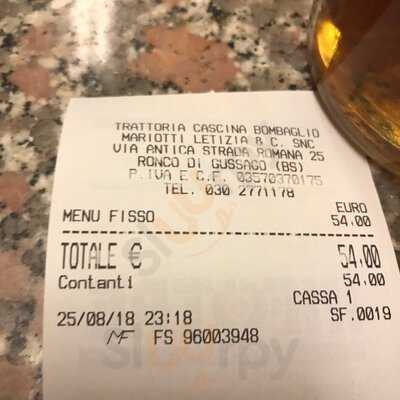 TRATTORIA CASCINA BOMBAGLIO
MARIOTTI LETIZIA & C. SNC
VIA ANTICA STRADA ROMANA 25
RONCO DI GUSSAGO (BS)
P.IVA E C.F. 03570370175
TEL. 030 2771178
EURO
MENU FISSO 54.00
TOTALE € 54.00
Contanti 54.00
CASSA 1
25/08/18 23:18 SF.0019
MF FS 96003948
Sluurpy